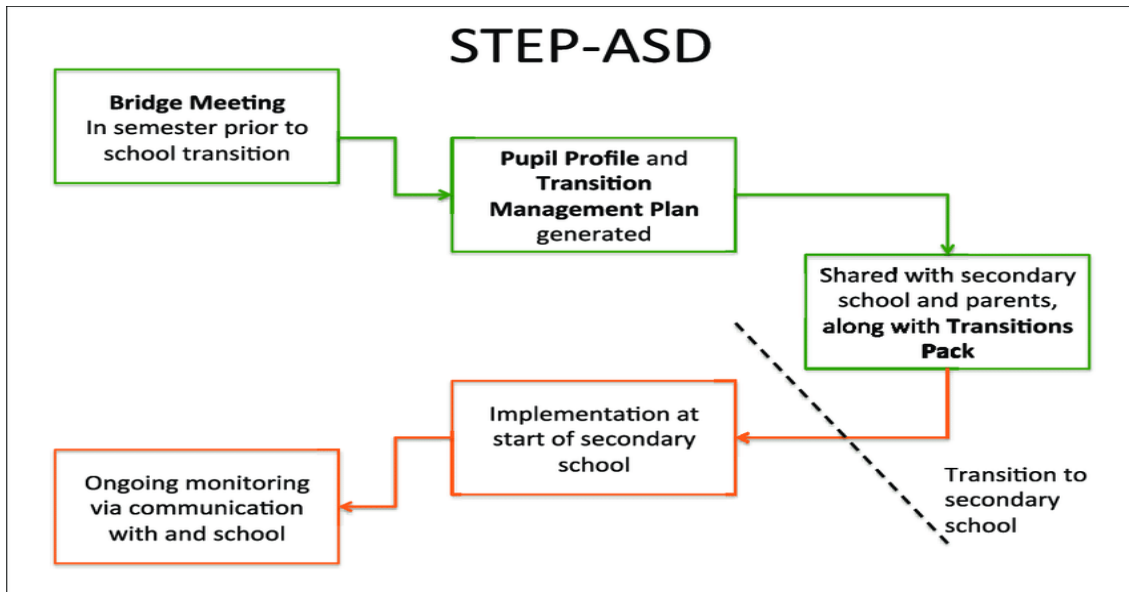 STEP-ASD
Bridge Meeting
In semester prior to
school transition
Pupil Profile and
Transition
Management Plan
generated
Shared with secondary
school and parents,
along with Transitions
Pack
Transition to
secondary
school
Implementation at
start of secondary
school
Ongoing monitoring
via communication
with and school